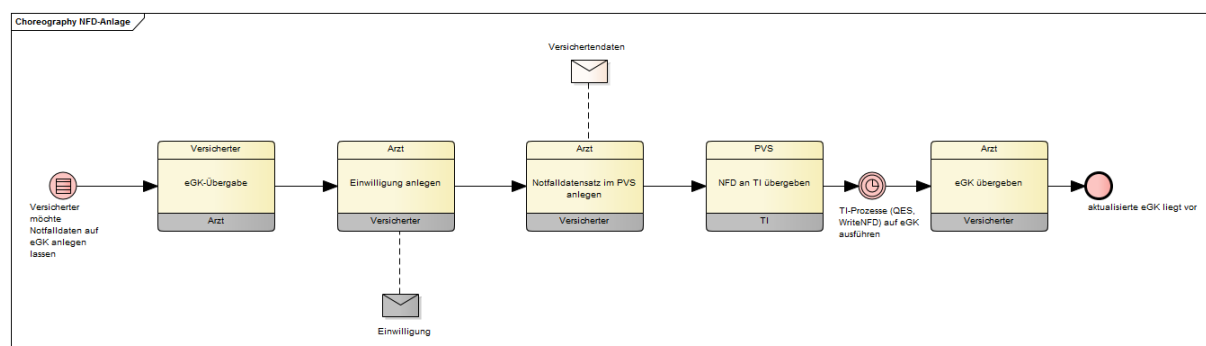 Choreography NFD-Anlage
Versichertendaten
Versicherter
eGK-Übergabe
Arzt
Arzt
Einwilligung anlegen
Versicherter
Arzt
Notfalldatensatz im PVS
anlegen
Versicherter
PVS
NFD an TI übergeben
TI
Arzt
eGK übergeben
Versicherter
Versicherter
möchte
Notfalldaten auf
eGK anlegen
lassen
TI-Prozesse (QES,
WriteNFD) auf eGK
ausführen
aktualisierte eGK liegt vor
Einwilligung